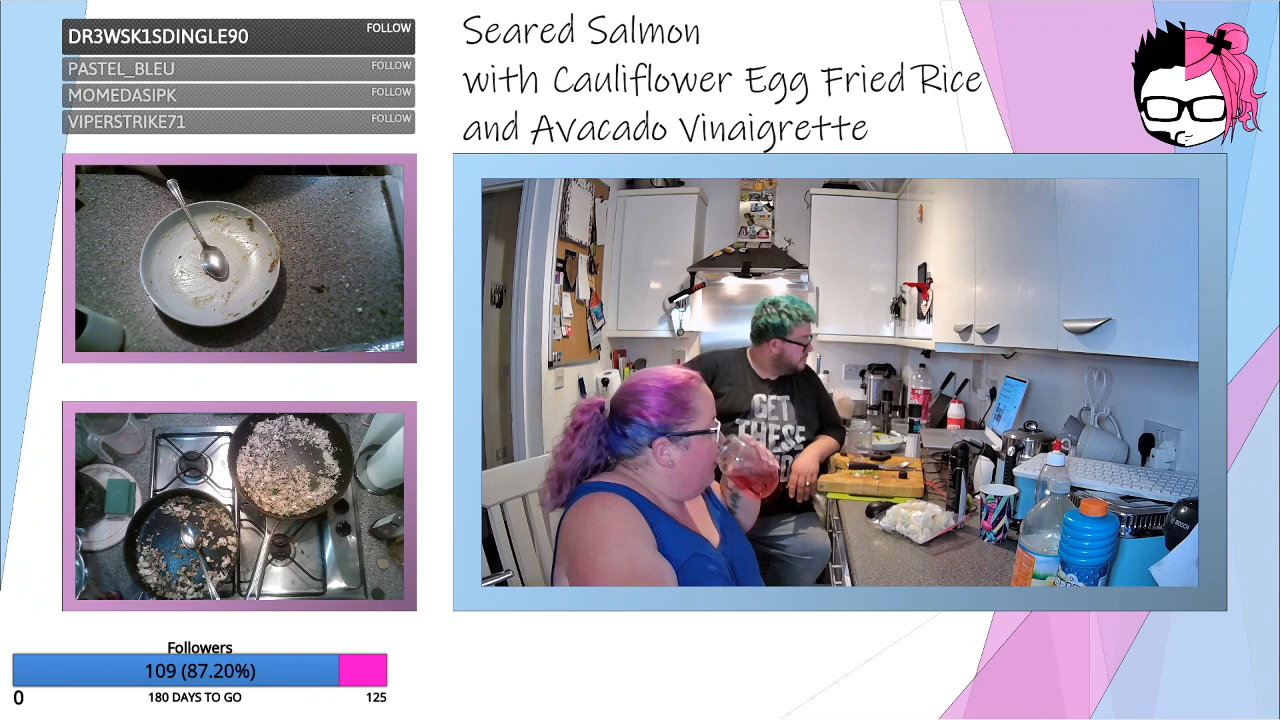 DR3WSK1SDINGLE90 FOLLOW
PASTEL_BLEU FOLLOW
MOMEDASIPK FOLLOW
VIPERSTRIKE71 FOLLOW
Seared Salmon
with Cauliflower Egg Fried Rice
and Avacado Vinaigrette
GET
THESE
BOSCH
Followers
109 (87.20%)
0 180 DAYS TO GO 125